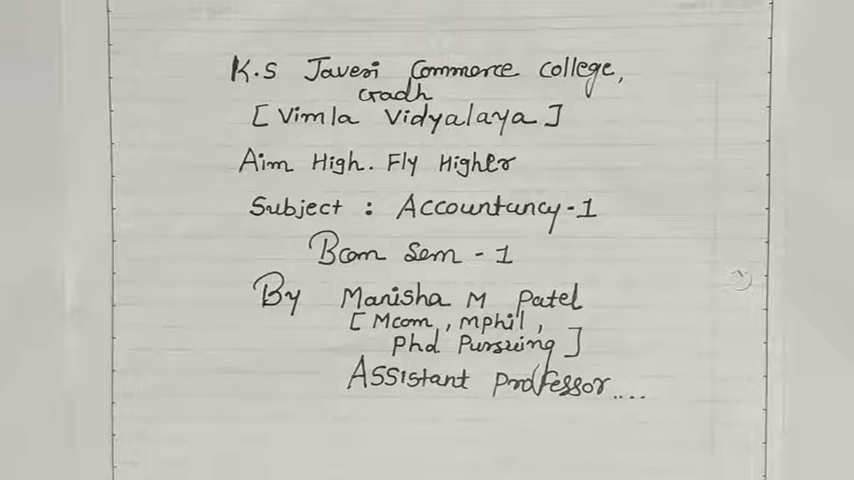 K.S Javeri Commerce College,
cradh
[ Vimla Vidyalaya ]
Aim High. Fly Higher
Subject : Accountancy-1
Bcom Sem - 1
By Manisha M Patel
[ Mcom, Mphil,
Phd Pursuing ]
Assistant Professor....